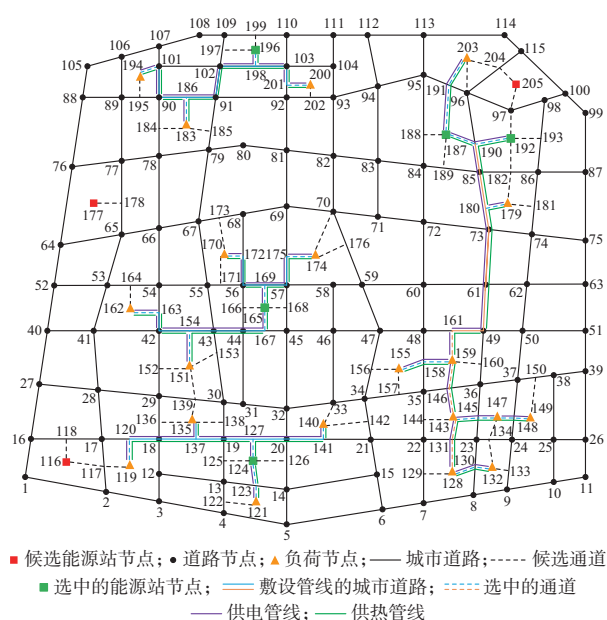 199
108 109 110 112 113 114
107 197 196 203 204 115
106
105 194 101 102 198 103 104 95 191 205
195 186 201 200 94 96 100
88 89 90 91 92 202 93 97 98
184 183 185 188 187 190 192 193
76 77 78 79 80 81 82 83 84 189 85 182 86 87
178 173 70 180 179 181
177 65 66 67 68 69 71 72 73 74 75
64 170 172 175 174 176
53 164 171 169
52 54 55 56 57 58 59 60 61 62 63
162 163 166 165 168
154 161
40 41 42 43 44 167 45 46 47 48 49 50 51
152 151 153 156 155 158 159 160
27 157 37 150 38 39
28 29 139 30 31 32 33 34 35 146 36 147 149
118 120 136 135 138 127 140 142 144 143 145 134 148
16 17 18 137 19 20 141 21 22 131 23 24 25 26
116 117 119 12 125 124 126 15 129 128 130 132 133
1 2 3 13 122 123 121 14 6 7 8 9 10 11
4 5
候选能源站节点; 道路节点; 负荷节点; 城市道路; 候选通道
选中的能源站节点; 敷设管线的城市道路; 选中的通道
供电管线; 供热管线